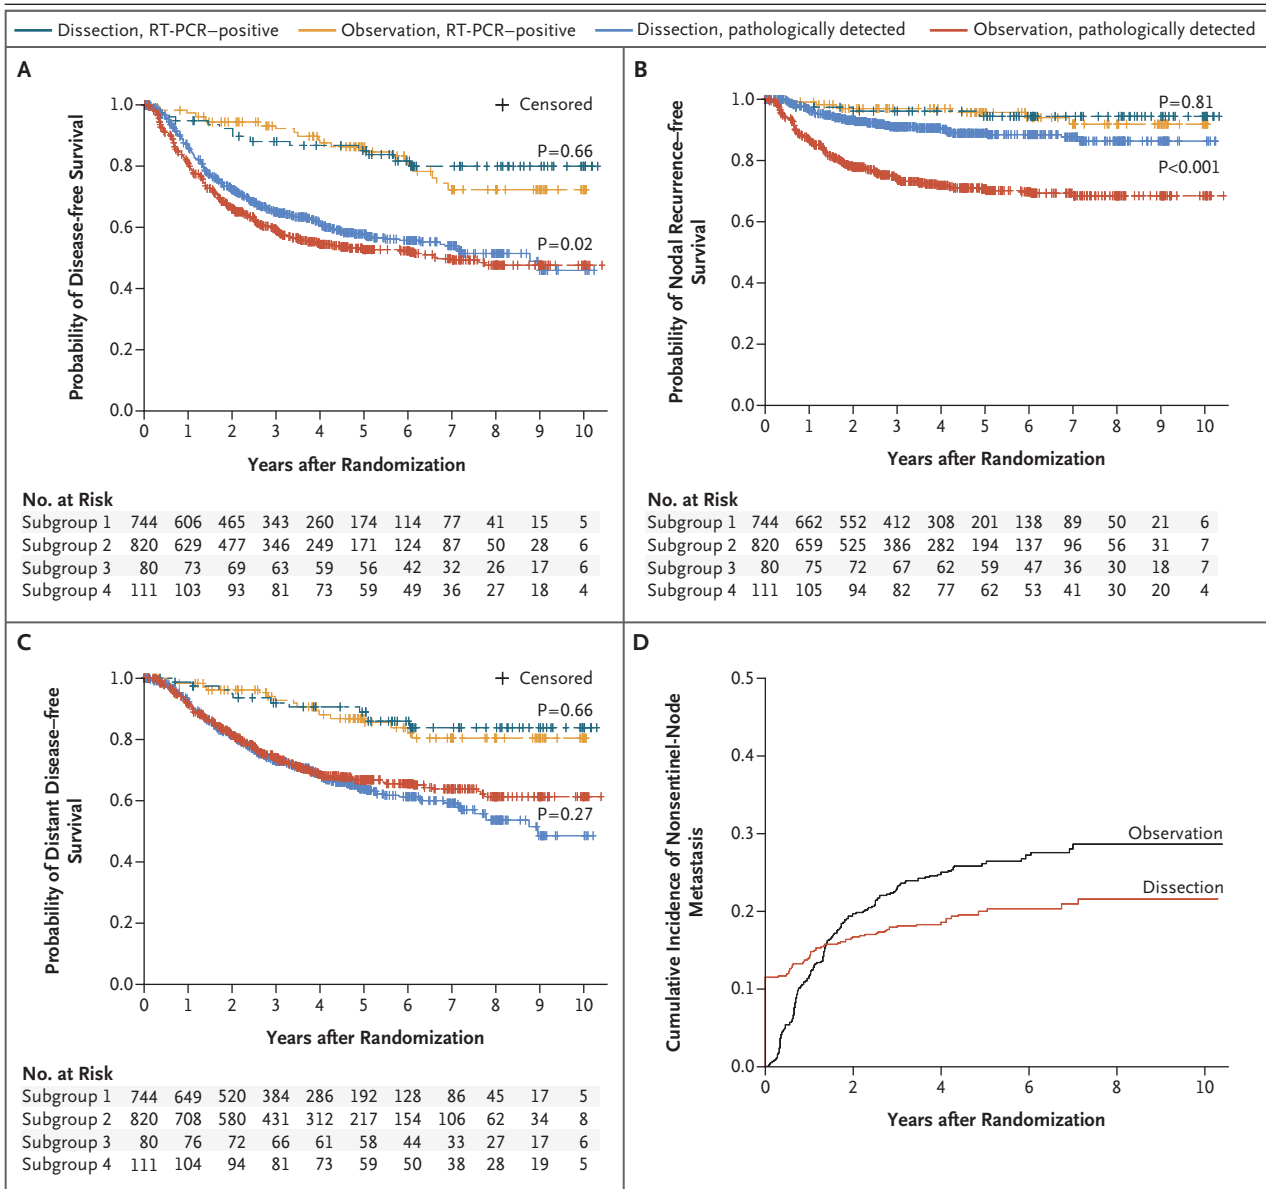 Dissection, RT-PCR–positive Observation, RT-PCR–positive Dissection, pathologically detected Observation, pathologically detected
A
Probability of Disease-free Survival
1.0
0.8
0.6
0.4
0.2
0.0
+ Censored
P=0.66
P=0.02
0 1 2 3 4 5 6 7 8 9 10
Years after Randomization
No. at Risk
Subgroup 1 744 606 465 343 260 174 114 77 41 15 5
Subgroup 2 820 629 477 346 249 171 124 87 50 28 6
Subgroup 3 80 73 69 63 59 56 42 32 26 17 6
Subgroup 4 111 103 93 81 73 59 49 36 27 18 4
B
Probability of Nodal Recurrence–free
Survival
1.0
0.8
0.6
0.4
0.2
0.0
P=0.81
P<0.001
0 1 2 3 4 5 6 7 8 9 10
Years after Randomization
No. at Risk
Subgroup 1 744 662 552 412 308 201 138 89 50 21 6
Subgroup 2 820 659 525 386 282 194 137 96 56 31 7
Subgroup 3 80 75 72 67 62 59 47 36 30 18 7
Subgroup 4 111 105 94 82 77 62 53 41 30 20 4
C
Probability of Distant Disease–free
Survival
1.0
0.8
0.6
0.4
0.2
0.0
+ Censored
P=0.66
P=0.27
0 1 2 3 4 5 6 7 8 9 10
Years after Randomization
No. at Risk
Subgroup 1 744 649 520 384 286 192 128 86 45 17 5
Subgroup 2 820 708 580 431 312 217 154 106 62 34 8
Subgroup 3 80 76 72 66 61 58 44 33 27 17 6
Subgroup 4 111 104 94 81 73 59 50 38 28 19 5
D
Cumulative Incidence of Nonsentinel-Node
Metastasis
0.5
0.4
0.3
0.2
0.1
0.0
Observation
Dissection
0 2 4 6 8 10
Years after Randomization